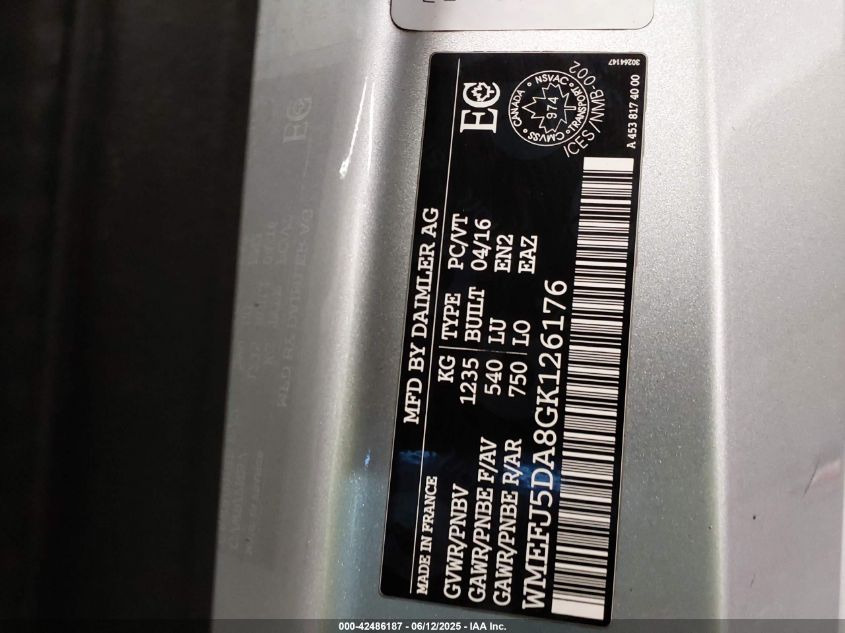 MFD BY DAIMLER AG
MADE IN FRANCE
KG TYPE PC/VT
GVWR/PNBV 1235 BUILT 04/16
GAWR/PNBE F/AV 540 LU EN2
GAWR/PNBE R/AR 750 LO EAZ
WMEFJ5DA8GK126176
EC
CANADA NSVAC TRANSPORT CMVSS
974
ICES/NMB-002
30264147
A 453 817 40 00
000-42486187 - 06/12/2025 - IAA Inc.